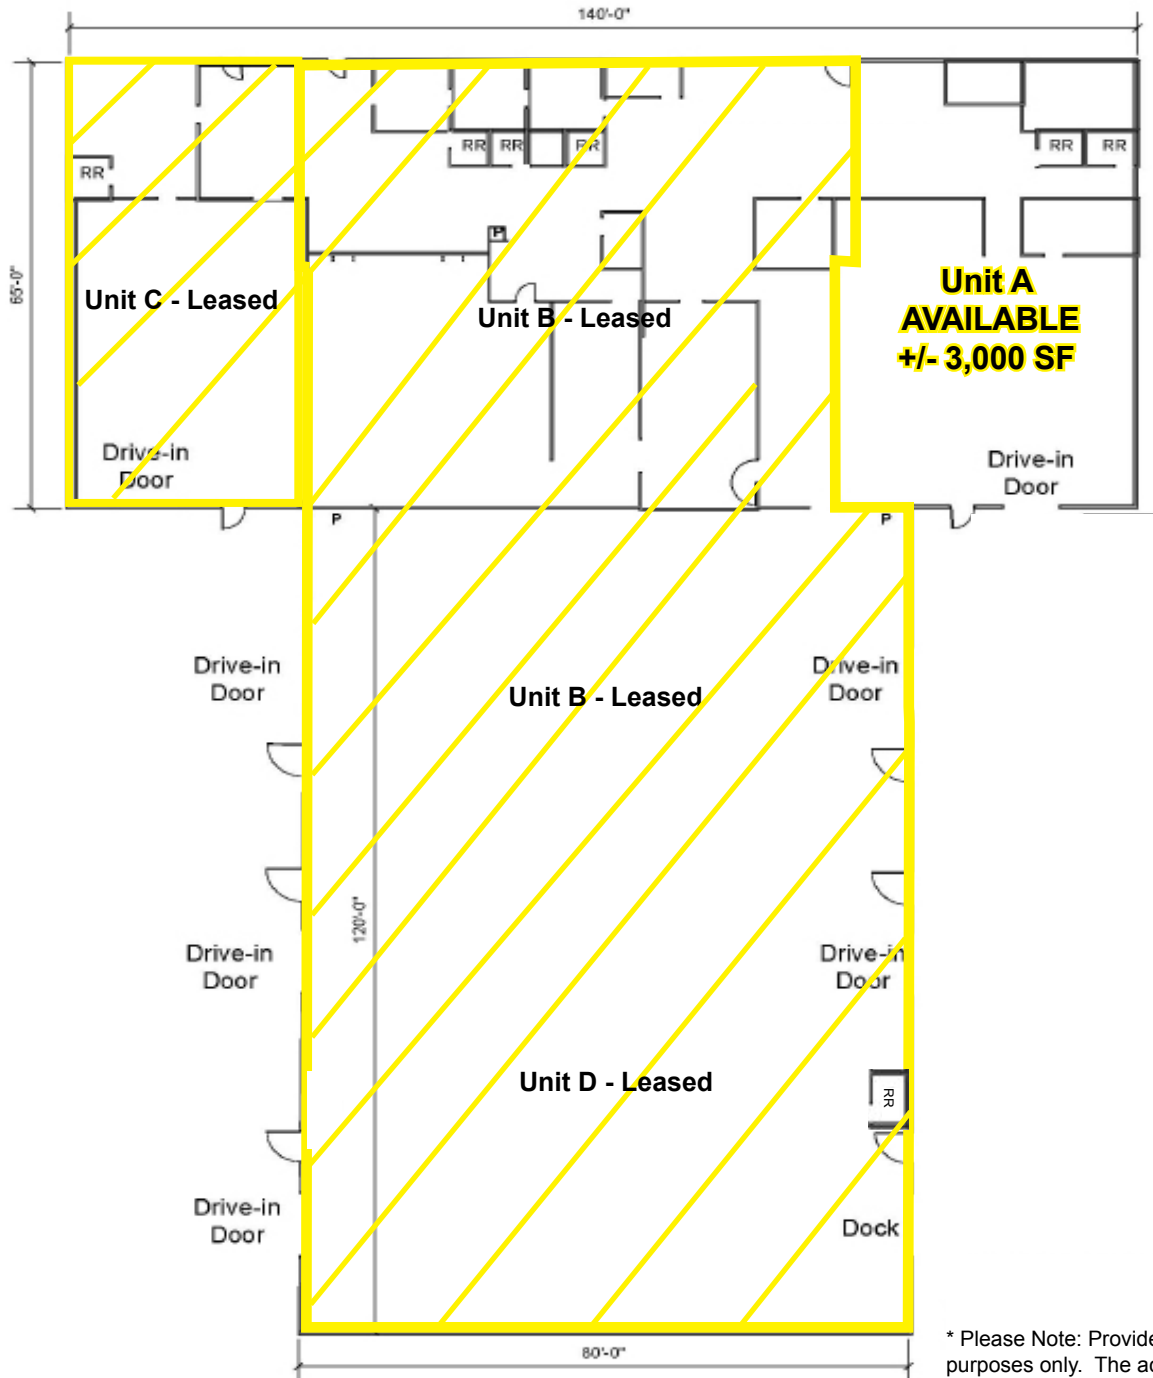 140'-0"
RR
RR
RR
RR
RR
RR
65'-0"
P
Unit C - Leased
Unit B - Leased
Unit A
AVAILABLE
+/- 3,000 SF
Drive-in
Door
Drive-in
Door
P
P
Drive-in
Door
Unit B - Leased
Drive-in
Door
120'-0"
Drive-in
Door
Drive-in
Door
Unit D - Leased
RR
Drive-in
Door
Dock
80'-0"
* Please Note: Provide
purposes only. The ac